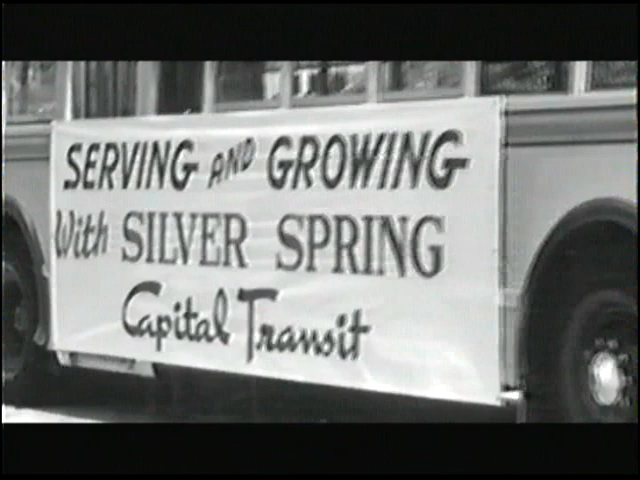 SERVING AND GROWING
With SILVER SPRING
Capital Transit